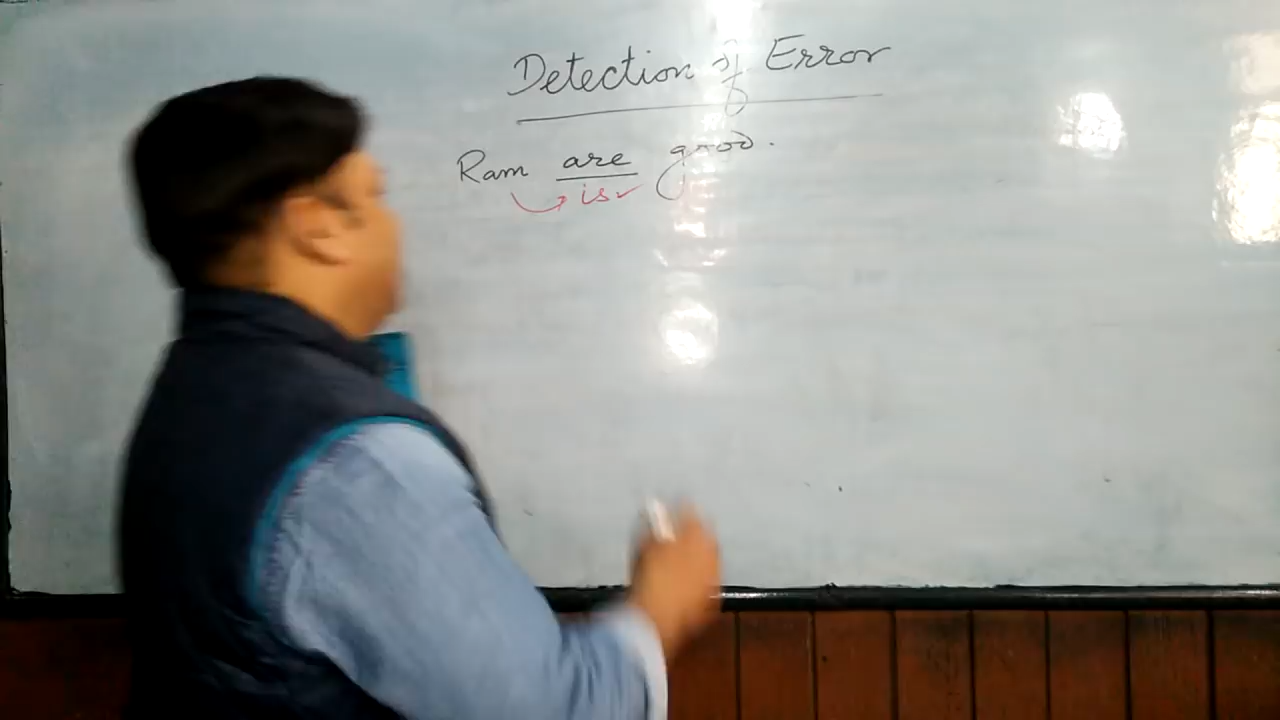 Detection of Error
Ram are good.
is✓